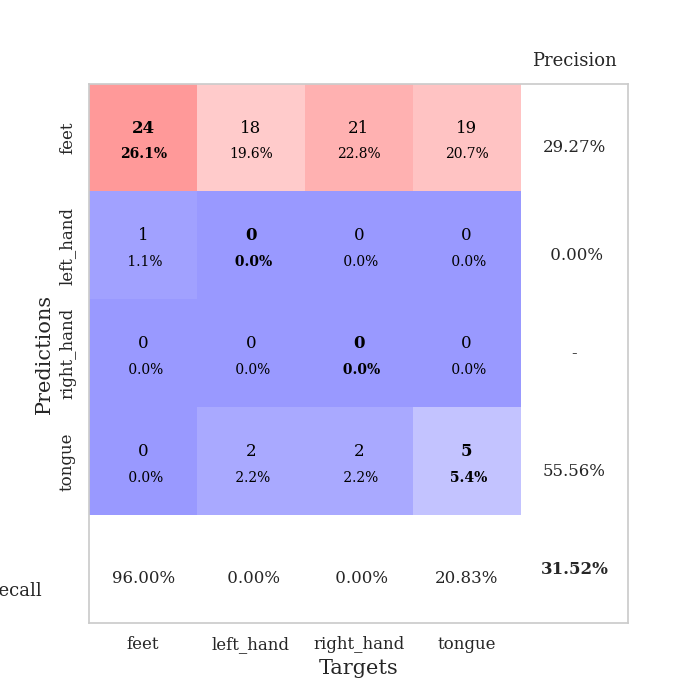 Precision
feet
24 18 21 19 29.27%
26.1% 19.6% 22.8% 20.7%
left_hand
1 0 0 0 0.00%
1.1% 0.0% 0.0% 0.0%
Predictions
right_hand
0 0 0 0 -
0.0% 0.0% 0.0% 0.0%
tongue
0 2 2 5 55.56%
0.0% 2.2% 2.2% 5.4%
ecall 96.00% 0.00% 0.00% 20.83% 31.52%
feet left_hand right_hand tongue
Targets